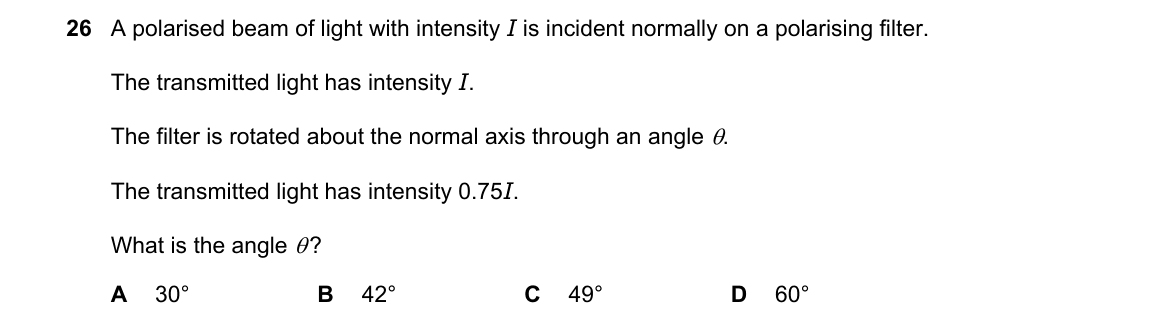 26 A polarised beam of light with intensity I is incident normally on a polarising filter.
The transmitted light has intensity I.
The filter is rotated about the normal axis through an angle θ.
The transmitted light has intensity 0.75I.
What is the angle θ?
A 30° B 42° C 49° D 60°